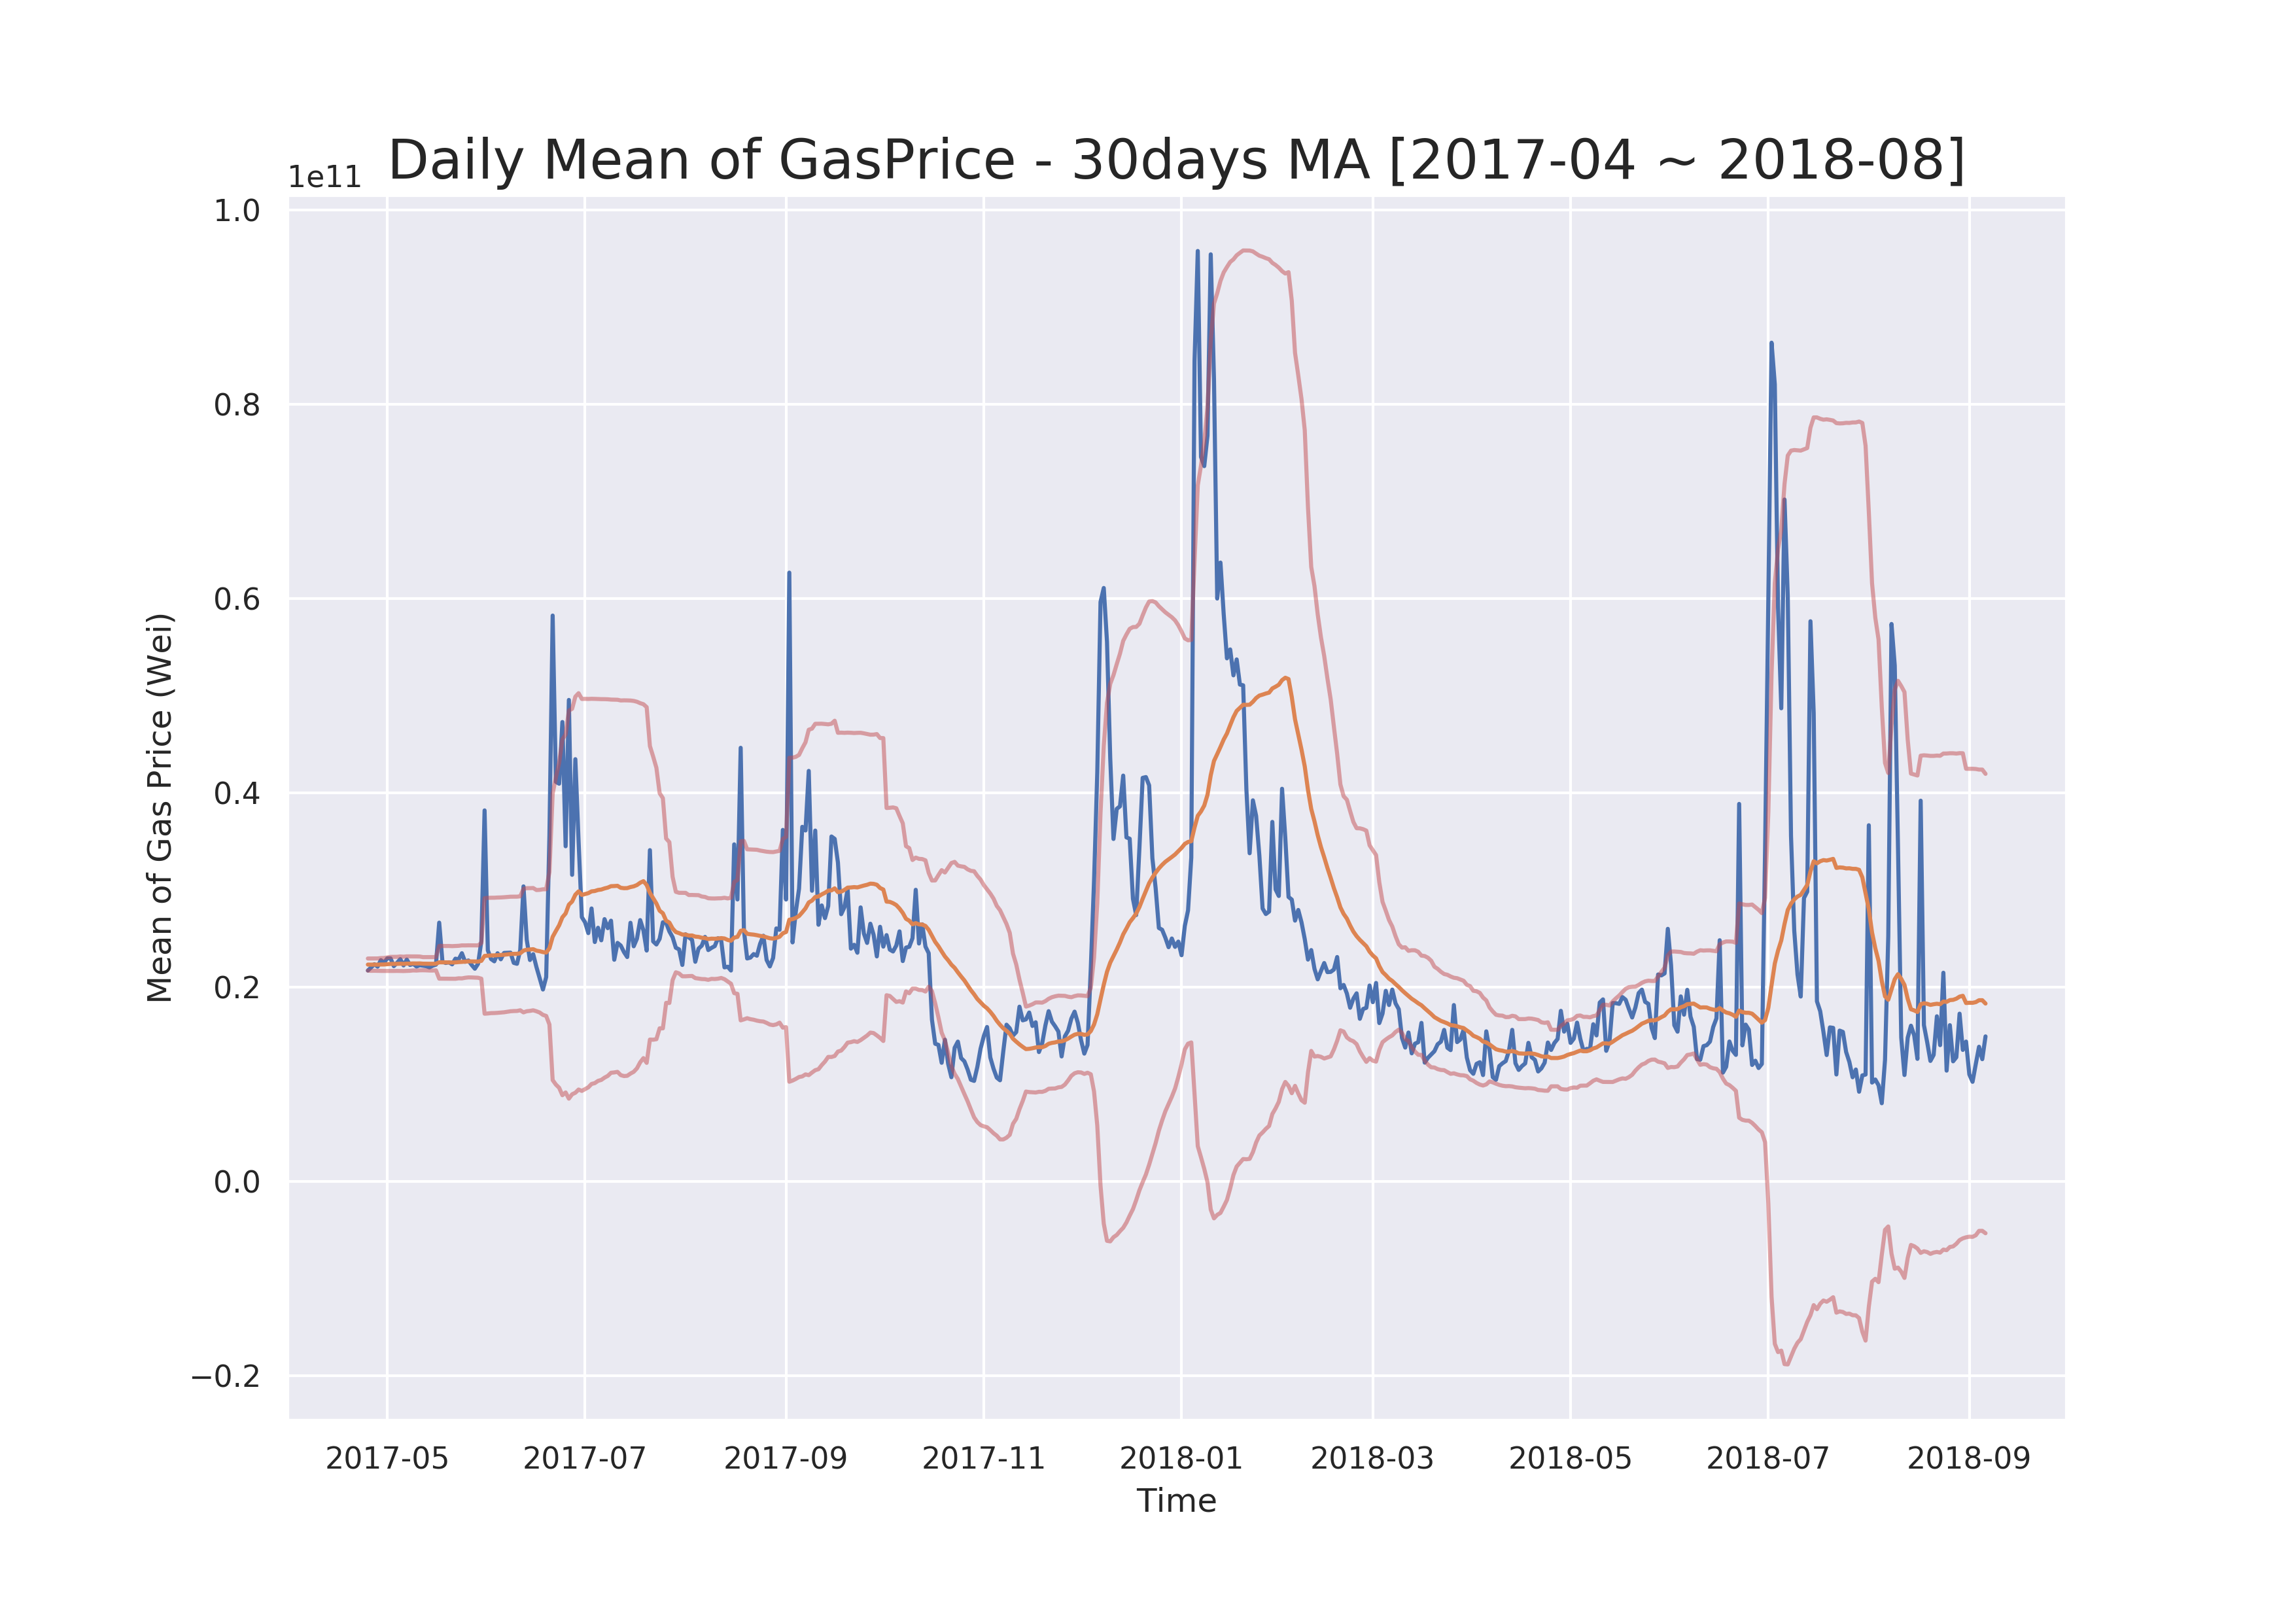 Daily Mean of GasPrice - 30days MA [2017-04 ~ 2018-08]
1e11
1.0
0.8
0.6
0.4
0.2
0.0
−0.2
Mean of Gas Price (Wei)
2017-05 2017-07 2017-09 2017-11 2018-01 2018-03 2018-05 2018-07 2018-09
Time